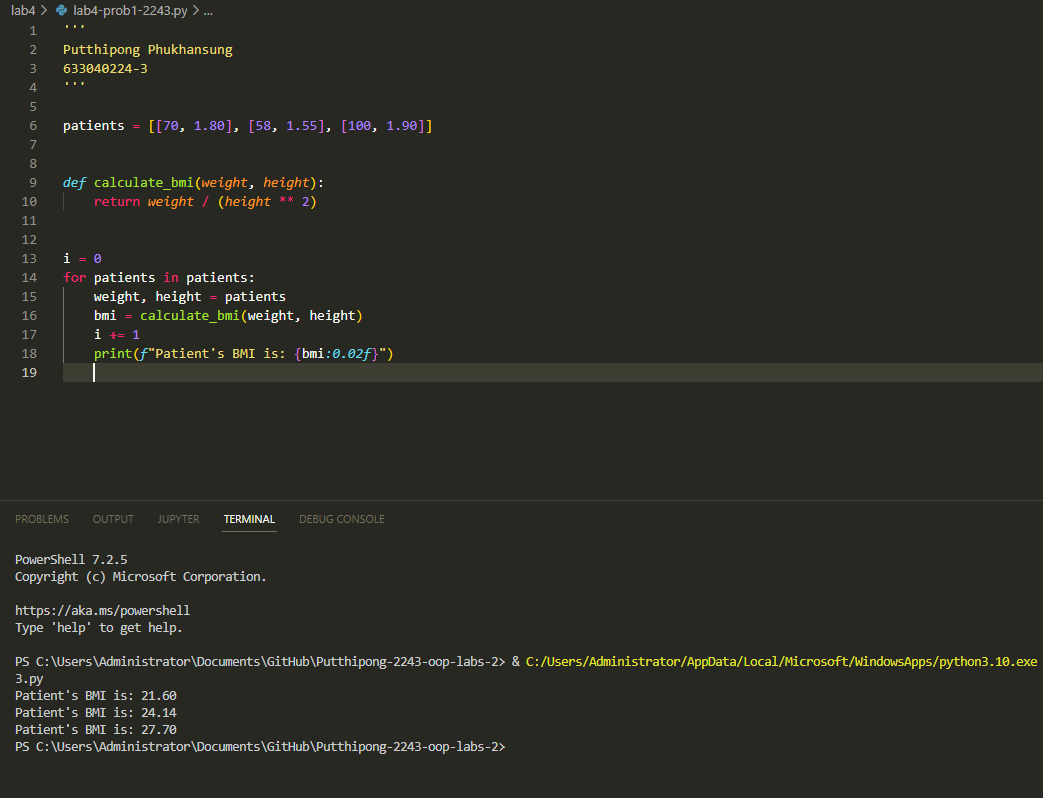 lab4 > lab4-prob1-2243.py > ...
1 '''
2 Putthipong Phukhansung
3 633040224-3
4 '''
5
6 patients = [[70, 1.80], [58, 1.55], [100, 1.90]]
7
8
9 def calculate_bmi(weight, height):
10     return weight / (height ** 2)
11
12
13 i = 0
14 for patients in patients:
15     weight, height = patients
16     bmi = calculate_bmi(weight, height)
17     i += 1
18     print(f"Patient's BMI is: {bmi:0.02f}")
19
PROBLEMS OUTPUT JUPYTER TERMINAL DEBUG CONSOLE
PowerShell 7.2.5
Copyright (c) Microsoft Corporation.
https://aka.ms/powershell
Type 'help' to get help.
PS C:\Users\Administrator\Documents\GitHub\Putthipong-2243-oop-labs-2> & C:/Users/Administrator/AppData/Local/Microsoft/WindowsApps/python3.10.exe
3.py
Patient's BMI is: 21.60
Patient's BMI is: 24.14
Patient's BMI is: 27.70
PS C:\Users\Administrator\Documents\GitHub\Putthipong-2243-oop-labs-2>